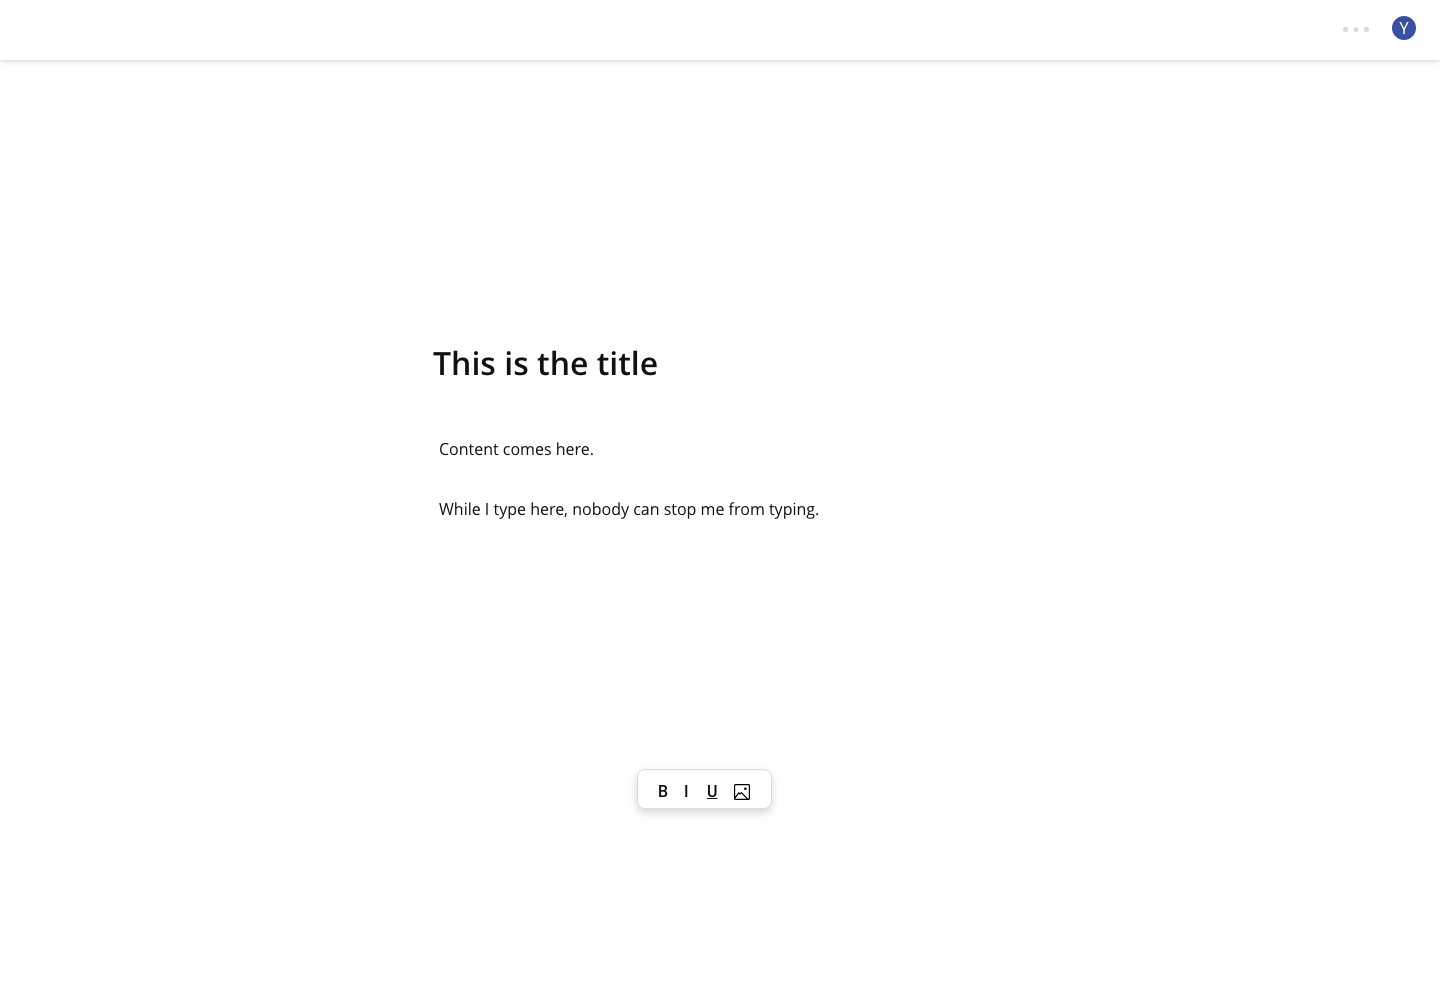 Y
This is the title
Content comes here.
While I type here, nobody can stop me from typing.
B I U